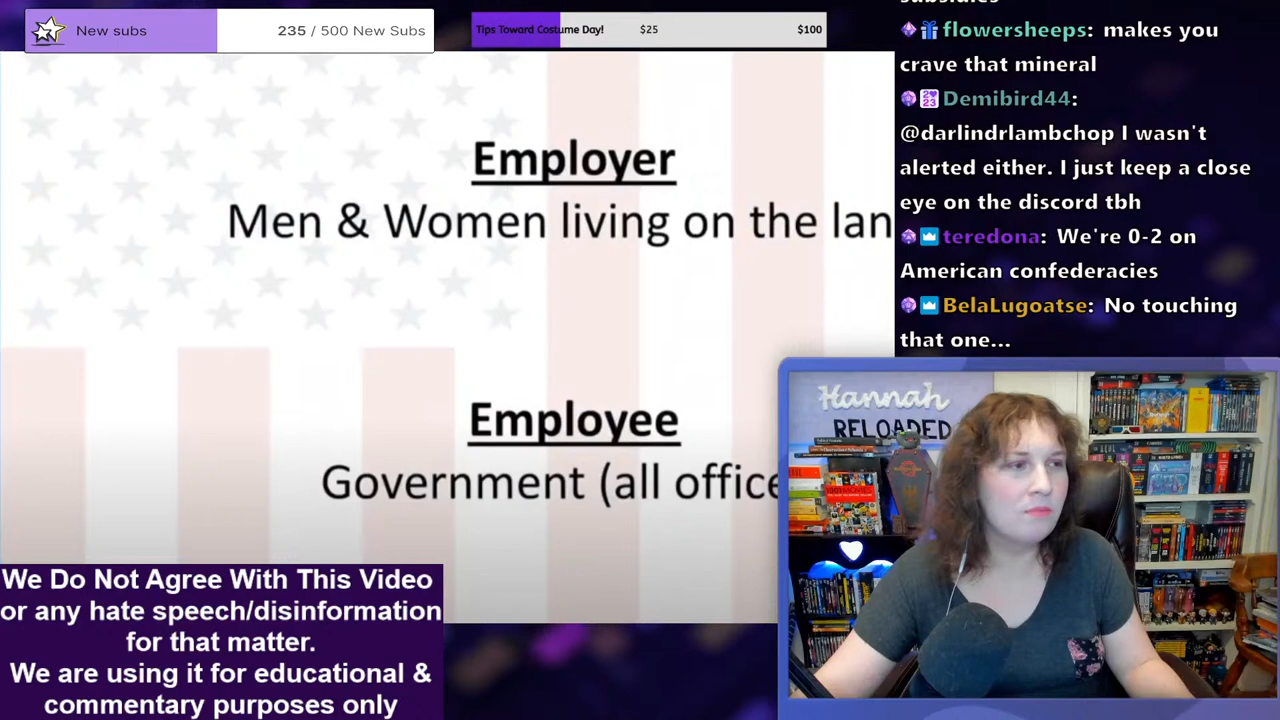 New subs
235 / 500 New Subs
Tips Toward Costume Day!
$25
$100
Employer
Men & Women living on the lan
Employee
Government (all office
We Do Not Agree With This Video
or any hate speech/disinformation
for that matter.
We are using it for educational &
commentary purposes only
subsidies
flowersheeps: makes you
crave that mineral
Demibird44:
@darlindrlambchop I wasn't
alerted either. I just keep a close
eye on the discord tbh
teredona: We're 0-2 on
American confederacies
BelaLugoatse: No touching
that one...
Hannah
RELOADED